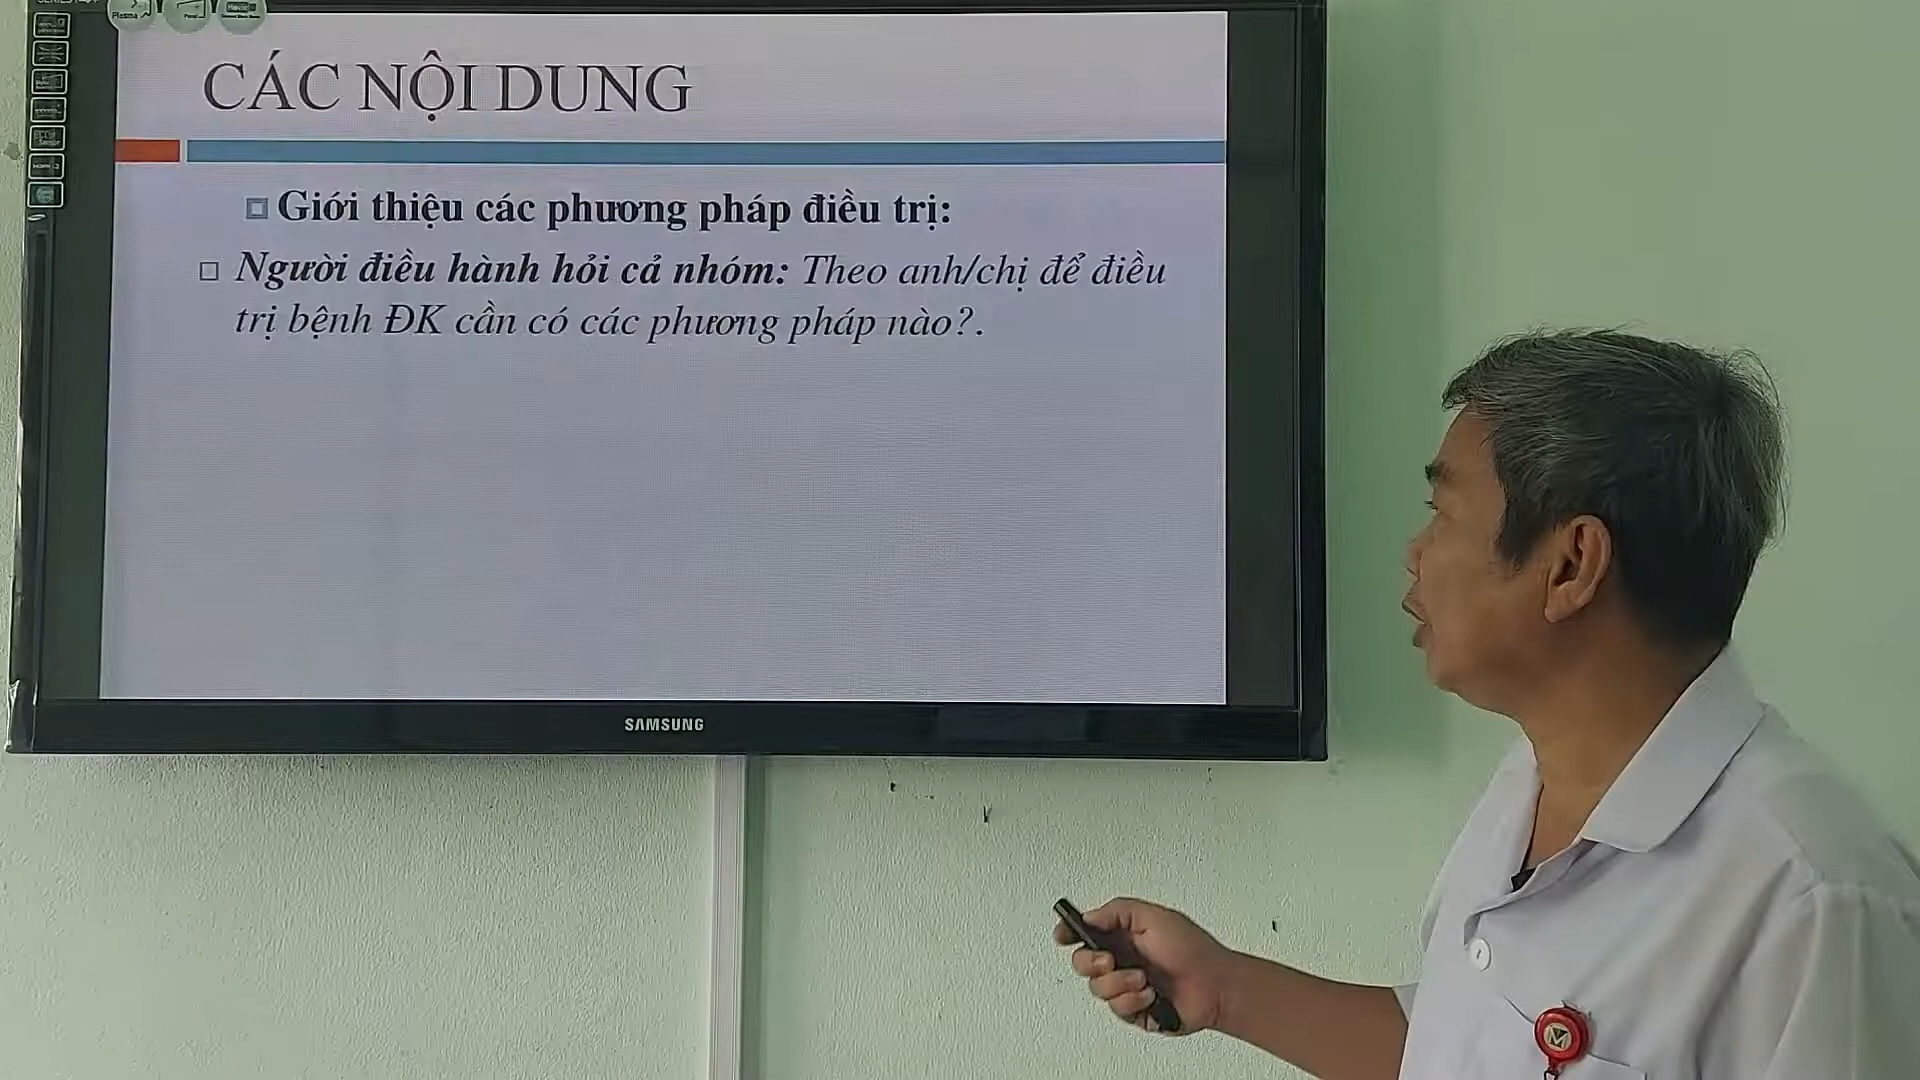 Plasma
CÁC NỘI DUNG
Giới thiệu các phương pháp điều trị:
Người điều hành hỏi cả nhóm: Theo anh/chị để điều
trị bệnh ĐK cần có các phương pháp nào?.
SAMSUNG
M